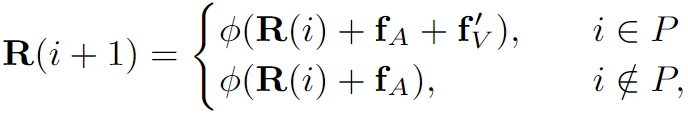 R(i + 1) = { ϕ(R(i) + f_A + f′_V), i ∈ P
ϕ(R(i) + f_A), i ∉ P,